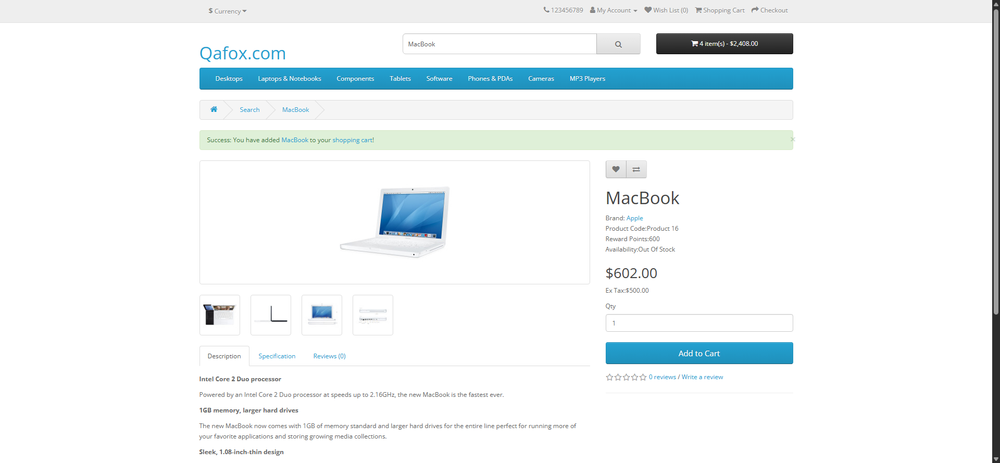 $ Currency
123456789 My Account Wish List (0) Shopping Cart Checkout
Qafox.com
MacBook
4 item(s) - $2,408.00
Desktops Laptops & Notebooks Components Tablets Software Phones & PDAs Cameras MP3 Players
Search MacBook
Success: You have added MacBook to your shopping cart!
×
MacBook
Brand: Apple
Product Code:Product 16
Reward Points:600
Availability:Out Of Stock
$602.00
Ex Tax:$500.00
Qty
1
Add to Cart
0 reviews / Write a review
Description Specification Reviews (0)
Intel Core 2 Duo processor
Powered by an Intel Core 2 Duo processor at speeds up to 2.16GHz, the new MacBook is the fastest ever.
1GB memory, larger hard drives
The new MacBook now comes with 1GB of memory standard and larger hard drives for the entire line perfect for running more of
your favorite applications and storing growing media collections.
Sleek, 1.08-inch-thin design